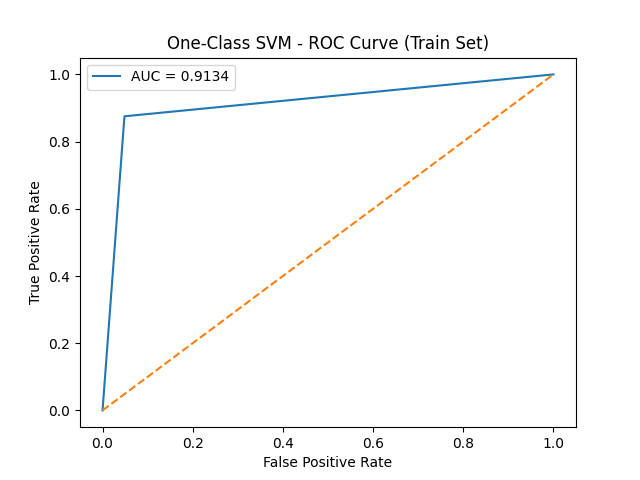 One-Class SVM - ROC Curve (Train Set)
AUC = 0.9134
1.0
0.8
0.6
0.4
0.2
0.0
True Positive Rate
0.0 0.2 0.4 0.6 0.8 1.0
False Positive Rate